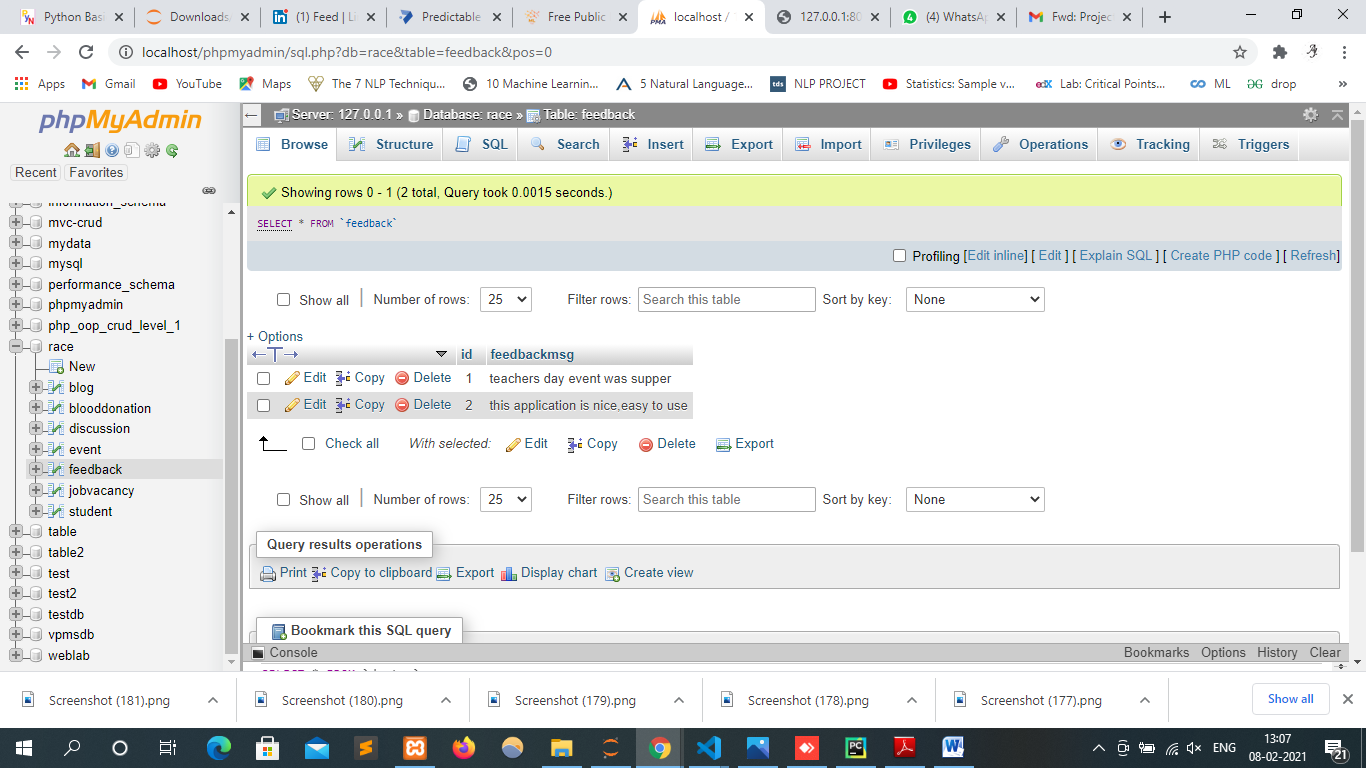 Python Bas
Downloads/
(1) Feed | Li
Predictable
Free Public
localhost /
127.0.0.1:80
(4) WhatsAp
Fwd: Project
localhost/phpmyadmin/sql.php?db=race&table=feedback&pos=0
Apps Gmail YouTube Maps The 7 NLP Techniqu... 10 Machine Learnin... 5 Natural Language... NLP PROJECT Statistics: Sample v... Lab: Critical Points... ML drop »
phpMyAdmin
Recent Favorites
information_schema
mvc-crud
mydata
mysql
performance_schema
phpmyadmin
php_oop_crud_level_1
race
New
blog
blooddonation
discussion
event
feedback
jobvacancy
student
table
table2
test
test2
testdb
vpmsdb
weblab
Server: 127.0.0.1 » Database: race » Table: feedback
Browse Structure SQL Search Insert Export Import Privileges Operations Tracking Triggers
Showing rows 0 - 1 (2 total, Query took 0.0015 seconds.)
SELECT * FROM `feedback`
Profiling [Edit inline] [ Edit ] [ Explain SQL ] [ Create PHP code ] [ Refresh]
Show all | Number of rows: 25 Filter rows: Search this table Sort by key: None
+ Options
←T→ id feedbackmsg
Edit Copy Delete 1 teachers day event was supper
Edit Copy Delete 2 this application is nice,easy to use
Check all With selected: Edit Copy Delete Export
Show all | Number of rows: 25 Filter rows: Search this table Sort by key: None
Query results operations
Print Copy to clipboard Export Display chart Create view
Bookmark this SQL query
Console Bookmarks Options History Clear
Screenshot (181).png Screenshot (180).png Screenshot (179).png Screenshot (178).png Screenshot (177).png Show all
ENG 13:07
08-02-2021 21